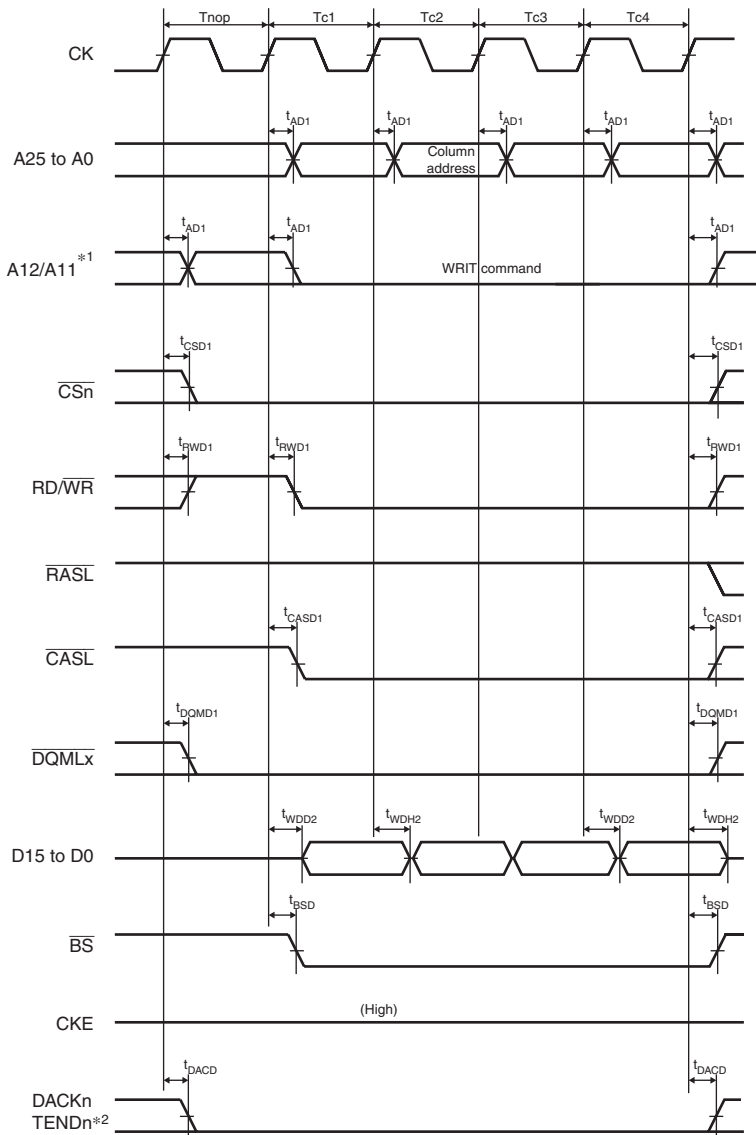 Tnop Tc1 Tc2 Tc3 Tc4
CK
tAD1 tAD1 tAD1 tAD1 tAD1
A25 to A0
Column
address
tAD1 tAD1 tAD1
A12/A11*1
WRIT command
tCSD1 tCSD1
CSn
tRWD1 tRWD1 tRWD1
RD/WR
RASL
tCASD1 tCASD1
CASL
tDQMD1 tDQMD1
DQMLx
tWDD2 tWDH2 tWDD2 tWDH2
D15 to D0
tBSD tBSD
BS
(High)
CKE
tDACD tDACD
DACKn
TENDn*2